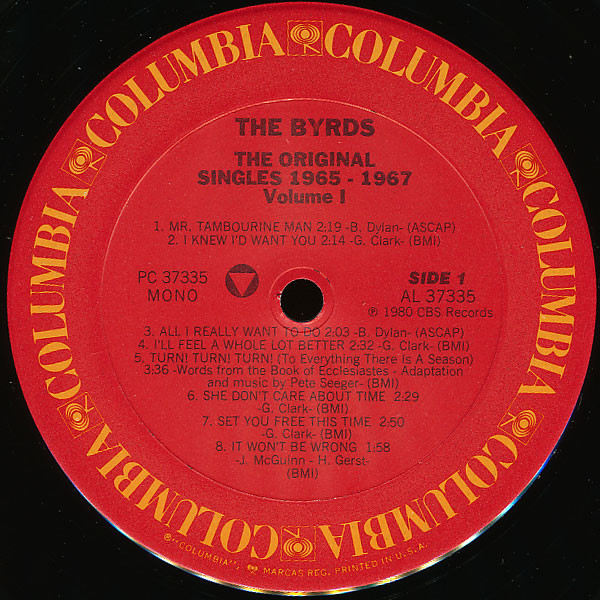 COLUMBIA COLUMBIA COLUMBIA COLUMBIA COLUMBIA COLUMBIA
THE BYRDS
THE ORIGINAL
SINGLES 1965 - 1967
Volume I
1. MR. TAMBOURINE MAN 2:19 -B. Dylan- (ASCAP)
2. I KNEW I'D WANT YOU 2:14 -G. Clark- (BMI)
PC 37335
MONO
SIDE 1
AL 37335
℗ 1980 CBS Records
3. ALL I REALLY WANT TO DO 2:03 -B. Dylan- (ASCAP)
4. I'LL FEEL A WHOLE LOT BETTER 2:32 -G. Clark- (BMI)
5. TURN! TURN! TURN! (To Everything There Is A Season)
3:36 -Words from the Book of Ecclesiastes - Adaptation
and music by Pete Seeger- (BMI)
6. SHE DON'T CARE ABOUT TIME 2:29
-G. Clark- (BMI)
7. SET YOU FREE THIS TIME 2:50
-G. Clark- (BMI)
8. IT WON'T BE WRONG 1:58
-J. McGuinn - H. Gerst-
(BMI)
®"COLUMBIA", MARCAS REG. PRINTED IN U.S.A.